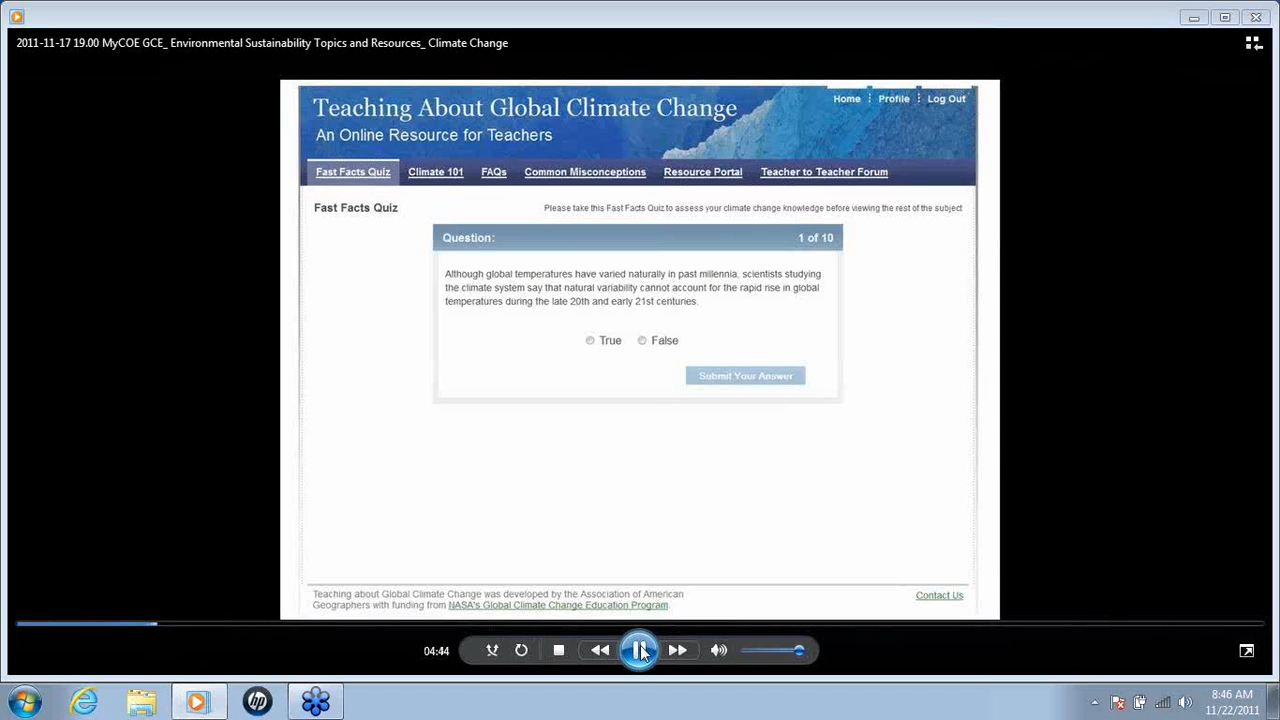 2011-11-17 19.00 MyCOE GCE_ Environmental Sustainability Topics and Resources_ Climate Change
Teaching About Global Climate Change
An Online Resource for Teachers
Home Profile Log Out
Fast Facts Quiz Climate 101 FAQs Common Misconceptions Resource Portal Teacher to Teacher Forum
Fast Facts Quiz
Please take this Fast Facts Quiz to assess your climate change knowledge before viewing the rest of the subject
Question: 1 of 10
Although global temperatures have varied naturally in past millennia, scientists studying
the climate system say that natural variability cannot account for the rapid rise in global
temperatures during the late 20th and early 21st centuries.
True False
Submit Your Answer
Teaching about Global Climate Change was developed by the Association of American
Geographers with funding from NASA's Global Climate Change Education Program.
Contact Us
04:44
hp
8:46 AM
11/22/2011